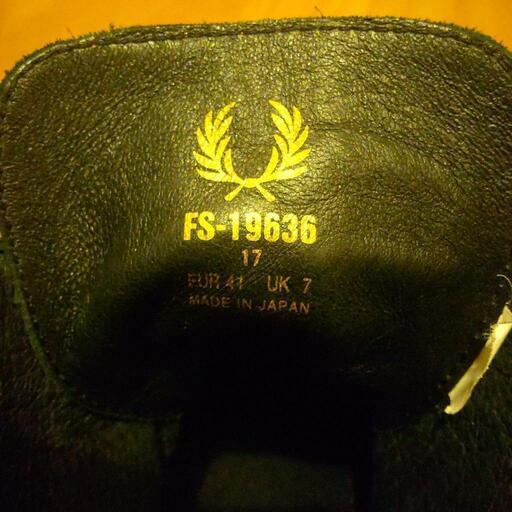 FS-19636
17
EUR 41 UK 7
MADE IN JAPAN